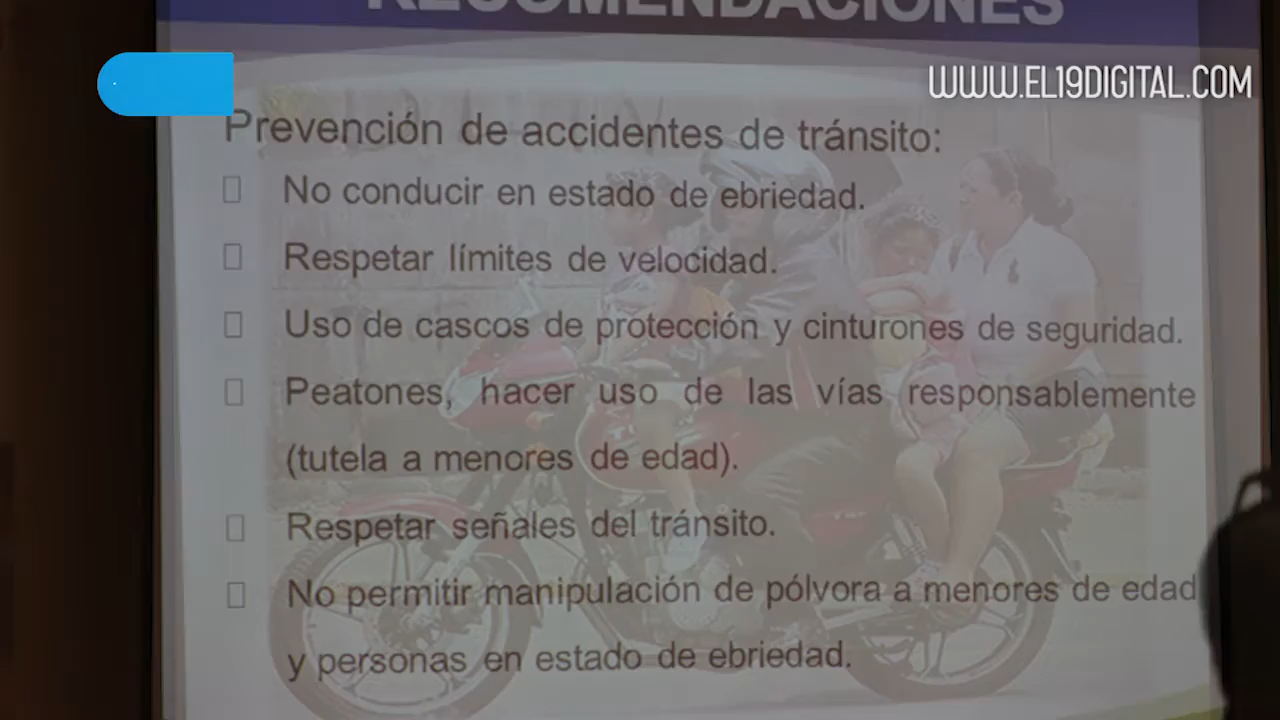 RECOMENDACIONES
WWW.EL19DIGITAL.COM
Prevención de accidentes de tránsito:
No conducir en estado de ebriedad.
Respetar límites de velocidad.
Uso de cascos de protección y cinturones de seguridad.
Peatones, hacer uso de las vías responsablemente
(tutela a menores de edad).
Respetar señales del tránsito.
No permitir manipulación de pólvora a menores de edad
y personas en estado de ebriedad.